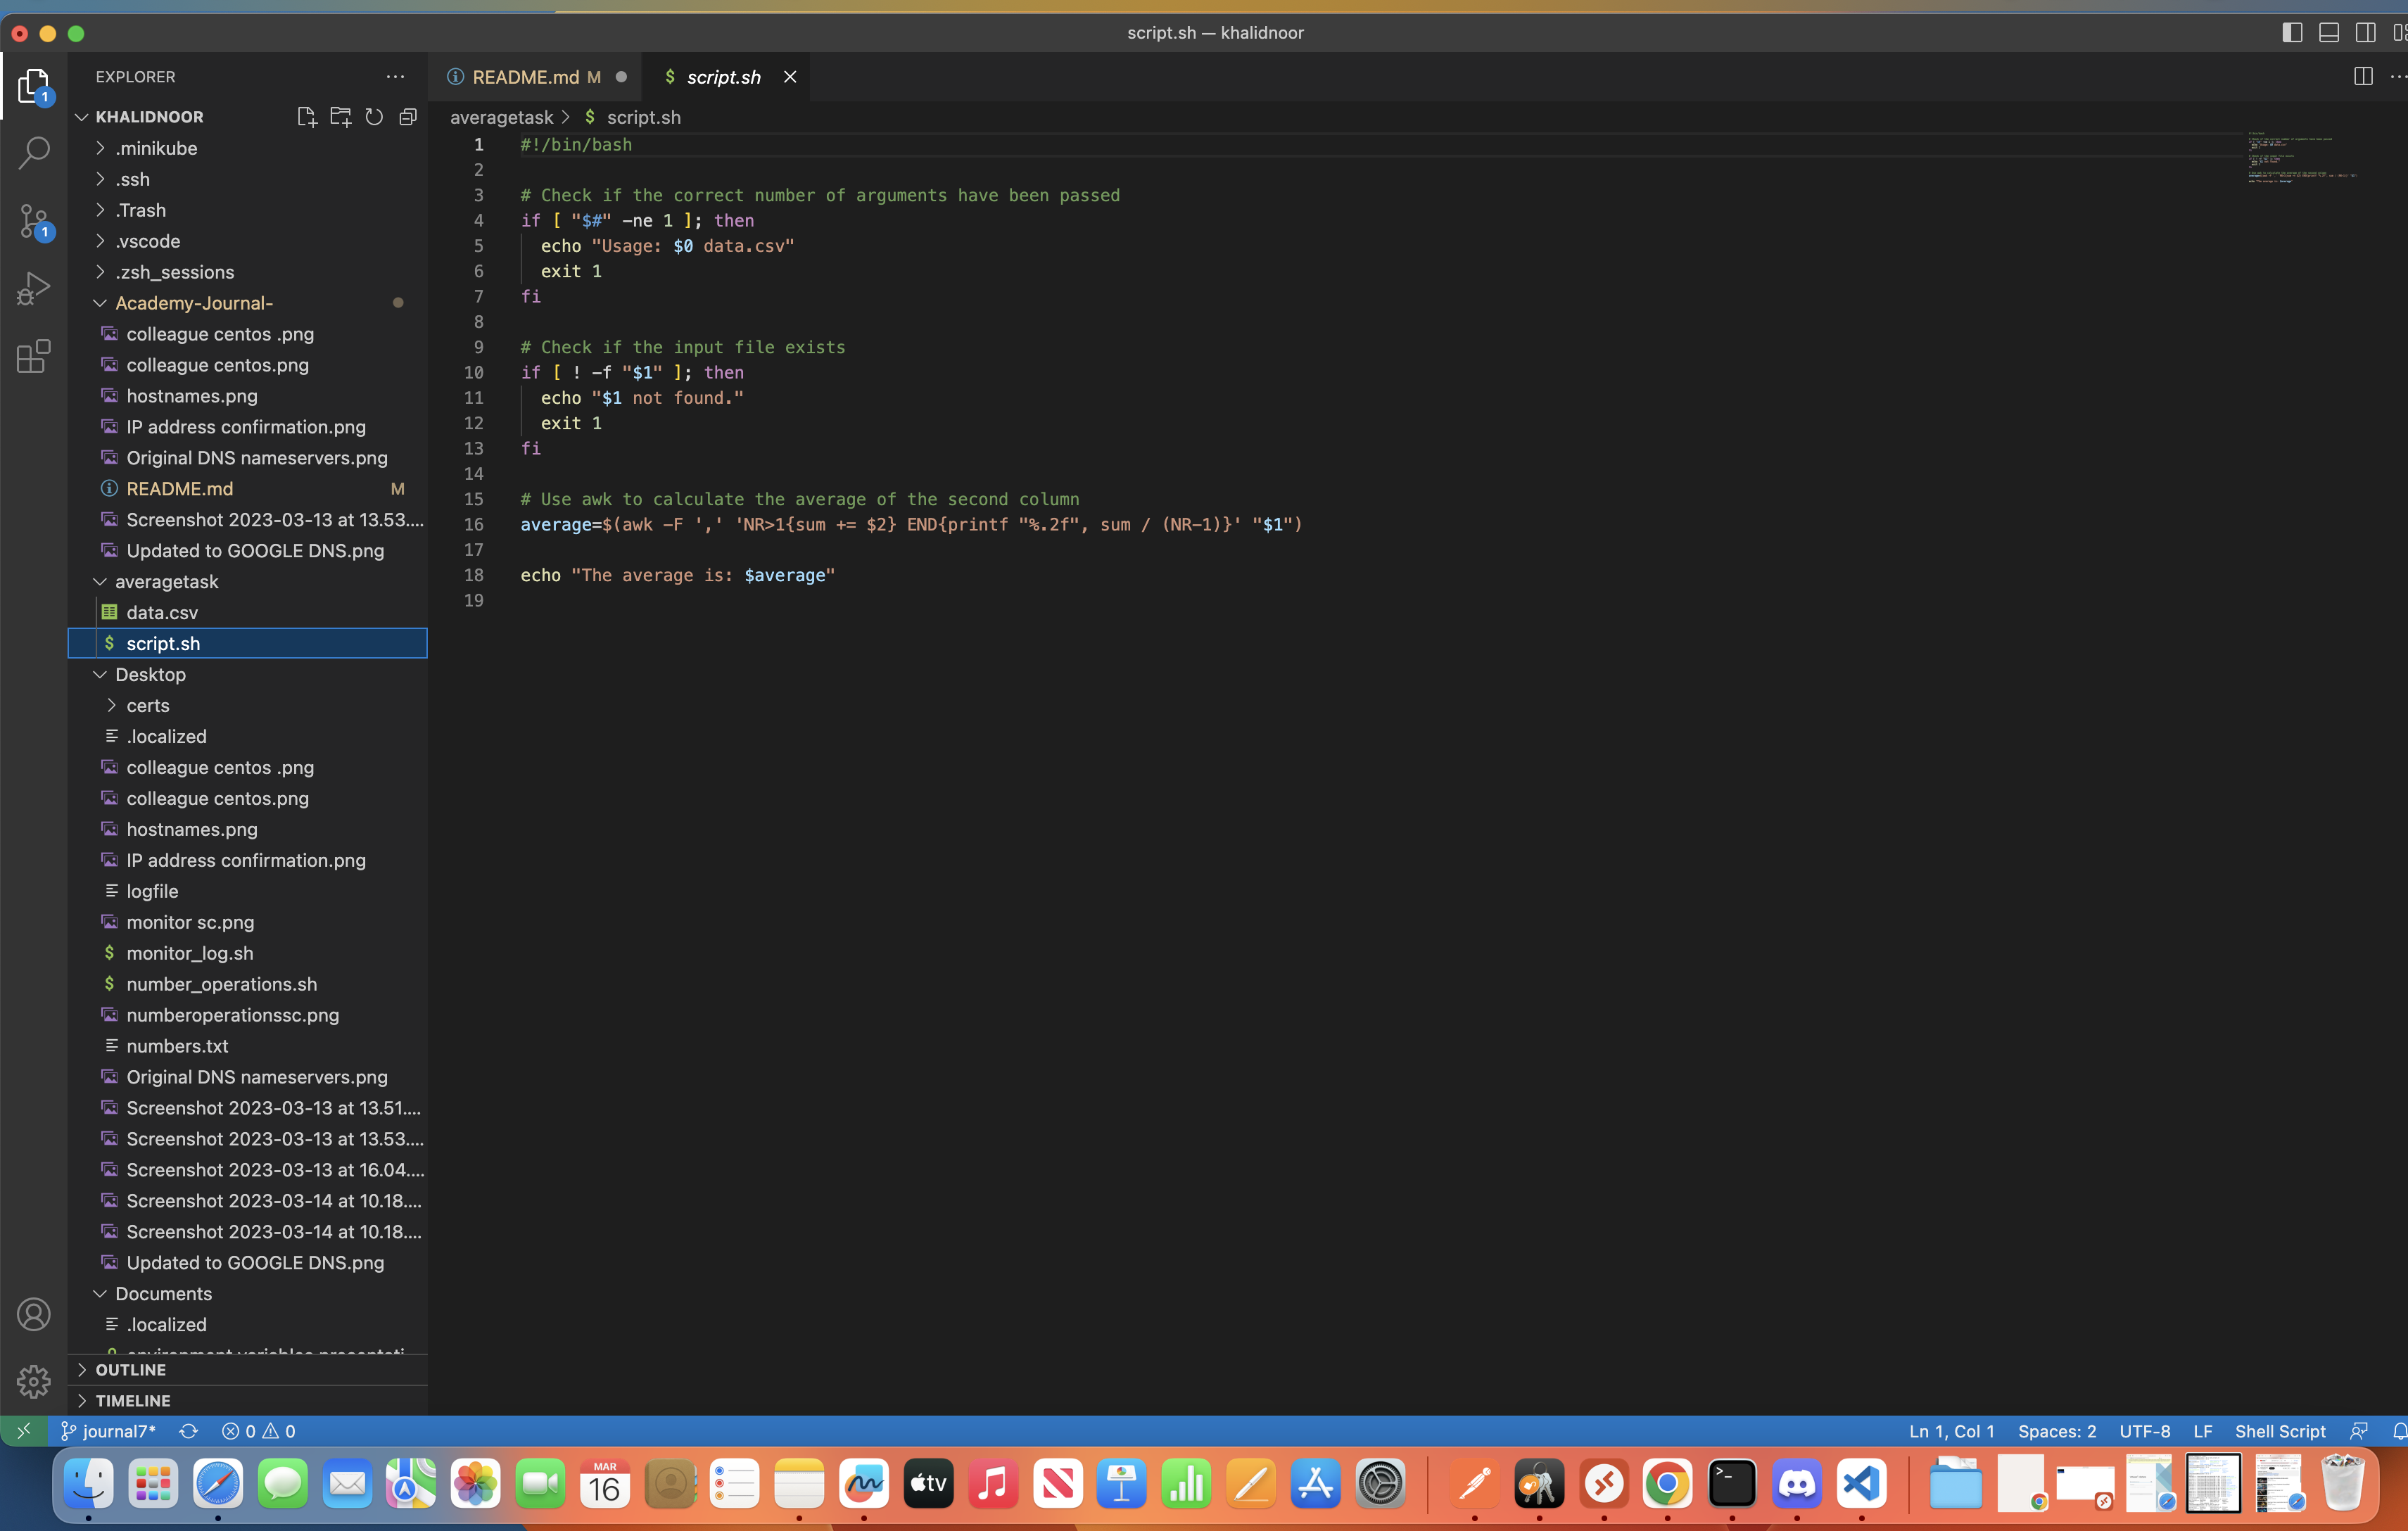 script.sh — khalidnoor
EXPLORER
KHALIDNOOR
.minikube
.ssh
.Trash
.vscode
.zsh_sessions
Academy-Journal-
colleague centos .png
colleague centos.png
hostnames.png
IP address confirmation.png
Original DNS nameservers.png
README.md M
Screenshot 2023-03-13 at 13.53....
Updated to GOOGLE DNS.png
averagetask
data.csv
script.sh
Desktop
certs
.localized
colleague centos .png
colleague centos.png
hostnames.png
IP address confirmation.png
logfile
monitor sc.png
monitor_log.sh
number_operations.sh
numberoperationssc.png
numbers.txt
Original DNS nameservers.png
Screenshot 2023-03-13 at 13.51....
Screenshot 2023-03-13 at 13.53....
Screenshot 2023-03-13 at 16.04....
Screenshot 2023-03-14 at 10.18....
Screenshot 2023-03-14 at 10.18....
Updated to GOOGLE DNS.png
Documents
.localized
OUTLINE
TIMELINE
1
1
README.md M
$ script.sh
averagetask > $ script.sh
1 #!/bin/bash
2
3 # Check if the correct number of arguments have been passed
4 if [ "$#" -ne 1 ]; then
5 echo "Usage: $0 data.csv"
6 exit 1
7 fi
8
9 # Check if the input file exists
10 if [ ! -f "$1" ]; then
11 echo "$1 not found."
12 exit 1
13 fi
14
15 # Use awk to calculate the average of the second column
16 average=$(awk -F ',' 'NR>1{sum += $2} END{printf "%.2f", sum / (NR-1)}' "$1")
17
18 echo "The average is: $average"
19
journal7* 0 0
Ln 1, Col 1 Spaces: 2 UTF-8 LF Shell Script
MAR
16
tv